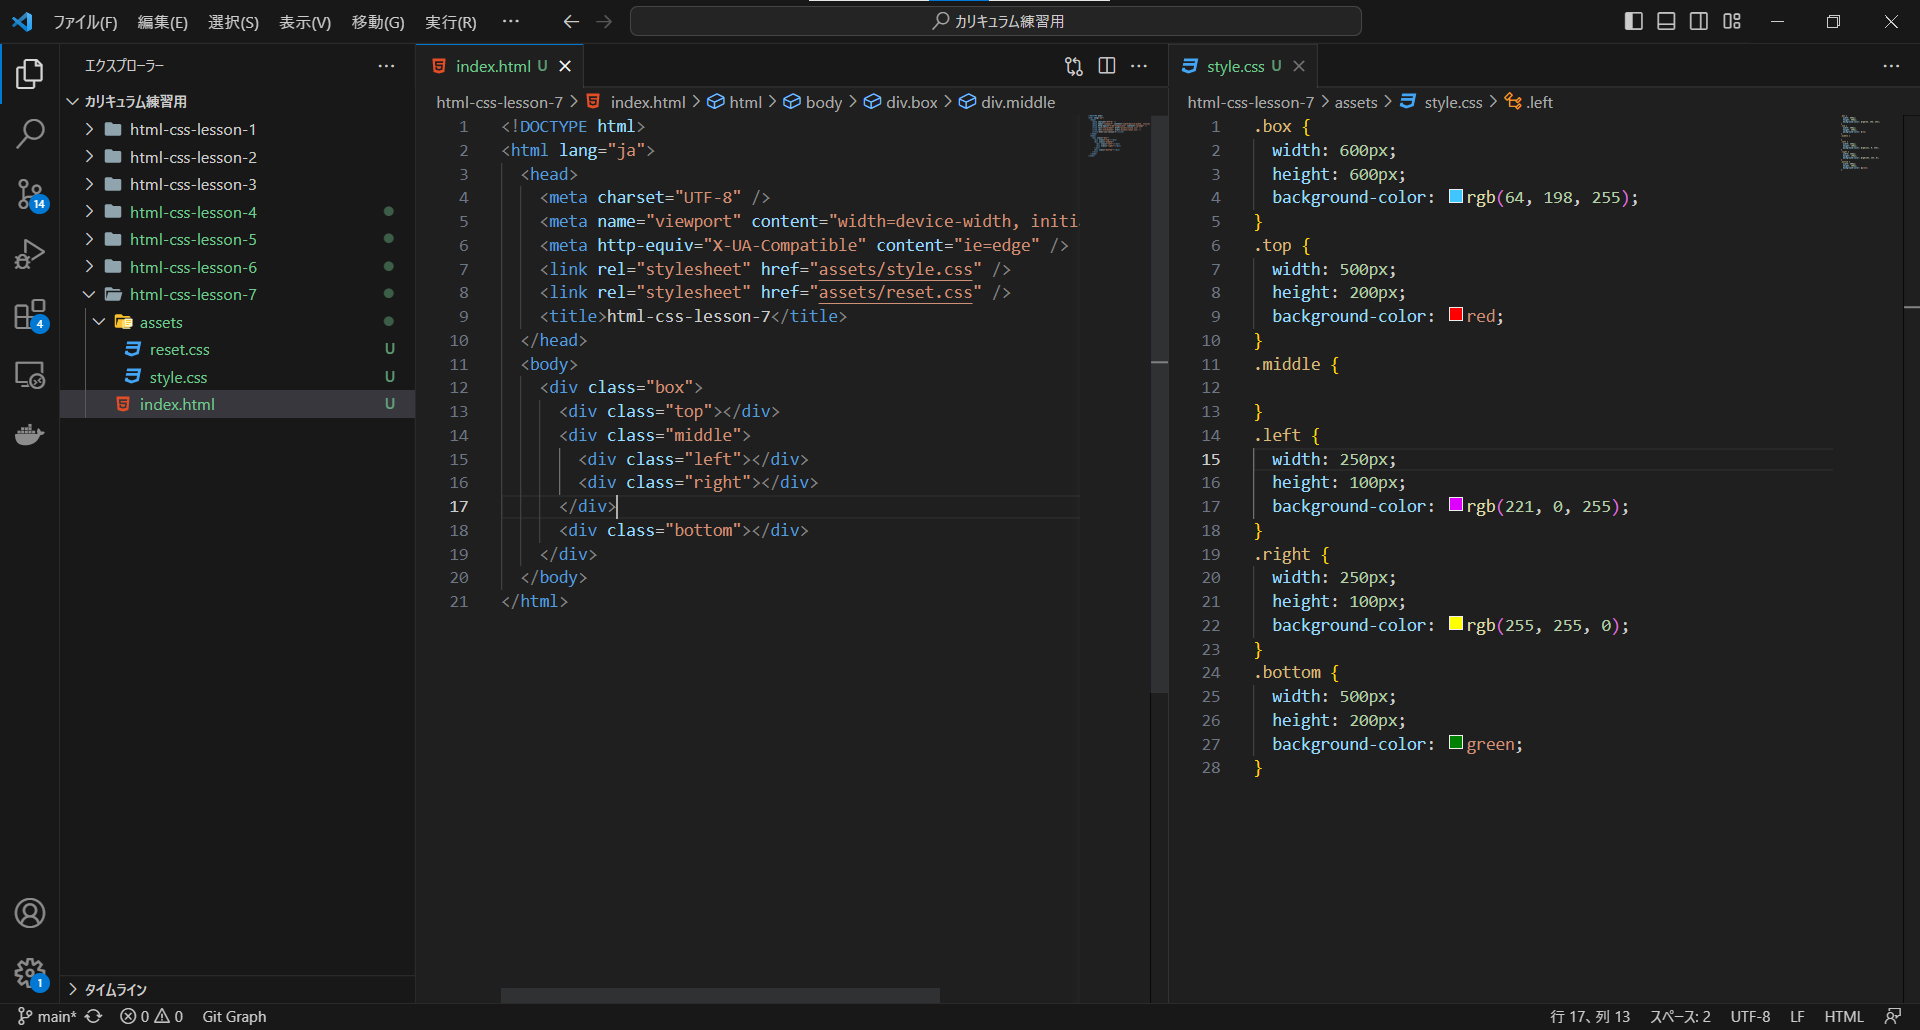 ファイル(F) 編集(E) 選択(S) 表示(V) 移動(G) 実行(R) ··· カリキュラム練習用
エクスプローラー ···
カリキュラム練習用
html-css-lesson-1
html-css-lesson-2
html-css-lesson-3
html-css-lesson-4
html-css-lesson-5
html-css-lesson-6
html-css-lesson-7
assets
reset.css U
style.css U
index.html U
タイムライン
14
4
1
index.html U
html-css-lesson-7 > index.html > html > body > div.box > div.middle
1 <!DOCTYPE html>
2 <html lang="ja">
3 <head>
4 <meta charset="UTF-8" />
5 <meta name="viewport" content="width=device-width, initi
6 <meta http-equiv="X-UA-Compatible" content="ie=edge" />
7 <link rel="stylesheet" href="assets/style.css" />
8 <link rel="stylesheet" href="assets/reset.css" />
9 <title>html-css-lesson-7</title>
10 </head>
11 <body>
12 <div class="box">
13 <div class="top"></div>
14 <div class="middle">
15 <div class="left"></div>
16 <div class="right"></div>
17 </div>
18 <div class="bottom"></div>
19 </div>
20 </body>
21 </html>
style.css U
html-css-lesson-7 > assets > style.css > .left
1 .box {
2 width: 600px;
3 height: 600px;
4 background-color: rgb(64, 198, 255);
5 }
6 .top {
7 width: 500px;
8 height: 200px;
9 background-color: red;
10 }
11 .middle {
12
13 }
14 .left {
15 width: 250px;
16 height: 100px;
17 background-color: rgb(221, 0, 255);
18 }
19 .right {
20 width: 250px;
21 height: 100px;
22 background-color: rgb(255, 255, 0);
23 }
24 .bottom {
25 width: 500px;
26 height: 200px;
27 background-color: green;
28 }
main* 0 0 Git Graph 行 17、列 13 スペース: 2 UTF-8 LF HTML